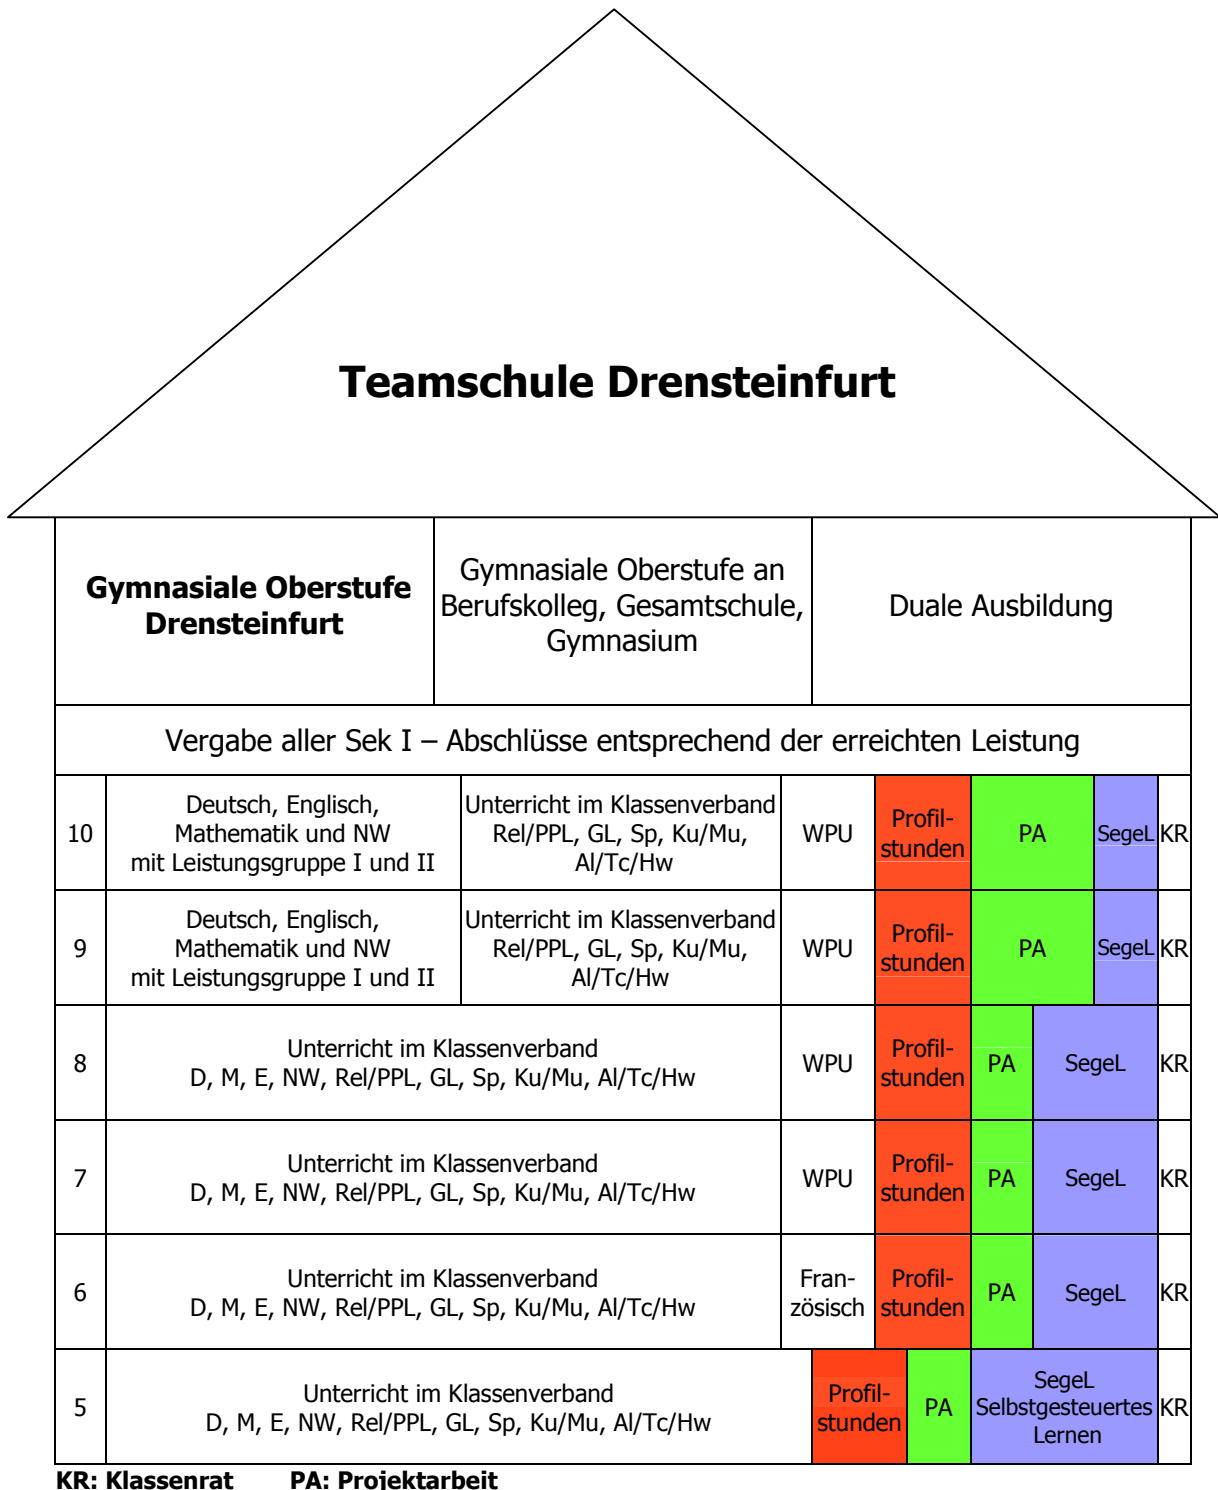 Teamschule Drensteinfurt
Gymnasiale Oberstufe
Drensteinfurt
Gymnasiale Oberstufe an
Berufskolleg, Gesamtschule,
Gymnasium
Duale Ausbildung
Vergabe aller Sek I – Abschlüsse entsprechend der erreichten Leistung
10
Deutsch, Englisch,
Mathematik und NW
mit Leistungsgruppe I und II
Unterricht im Klassenverband
Rel/PPL, GL, Sp, Ku/Mu,
Al/Tc/Hw
WPU
Profil-
stunden
PA
SegeL
KR
9
Deutsch, Englisch,
Mathematik und NW
mit Leistungsgruppe I und II
Unterricht im Klassenverband
Rel/PPL, GL, Sp, Ku/Mu,
Al/Tc/Hw
WPU
Profil-
stunden
PA
SegeL
KR
8
Unterricht im Klassenverband
D, M, E, NW, Rel/PPL, GL, Sp, Ku/Mu, Al/Tc/Hw
WPU
Profil-
stunden
PA
SegeL
KR
7
Unterricht im Klassenverband
D, M, E, NW, Rel/PPL, GL, Sp, Ku/Mu, Al/Tc/Hw
WPU
Profil-
stunden
PA
SegeL
KR
6
Unterricht im Klassenverband
D, M, E, NW, Rel/PPL, GL, Sp, Ku/Mu, Al/Tc/Hw
Fran-
zösisch
Profil-
stunden
PA
SegeL
KR
5
Unterricht im Klassenverband
D, M, E, NW, Rel/PPL, GL, Sp, Ku/Mu, Al/Tc/Hw
Profil-
stunden
PA
SegeL
Selbstgesteuertes
Lernen
KR
KR: Klassenrat PA: Projektarbeit